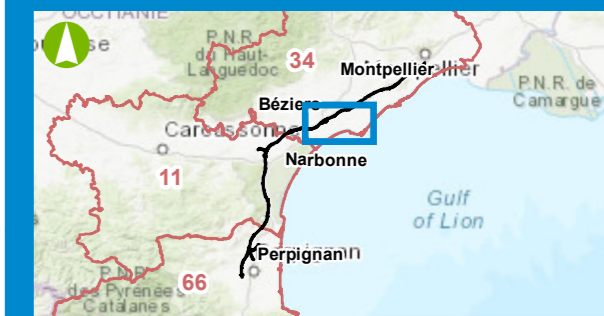 OCCITANIE
P.N.R.
du Haut-
Languedoc
34
Montpellier
P.N.R. de
Camargue
Béziers
Carcassonne
Narbonne
11
Gulf
of Lion
Perpignan
66
P.N.R.
des Pyrénées
Catalanes